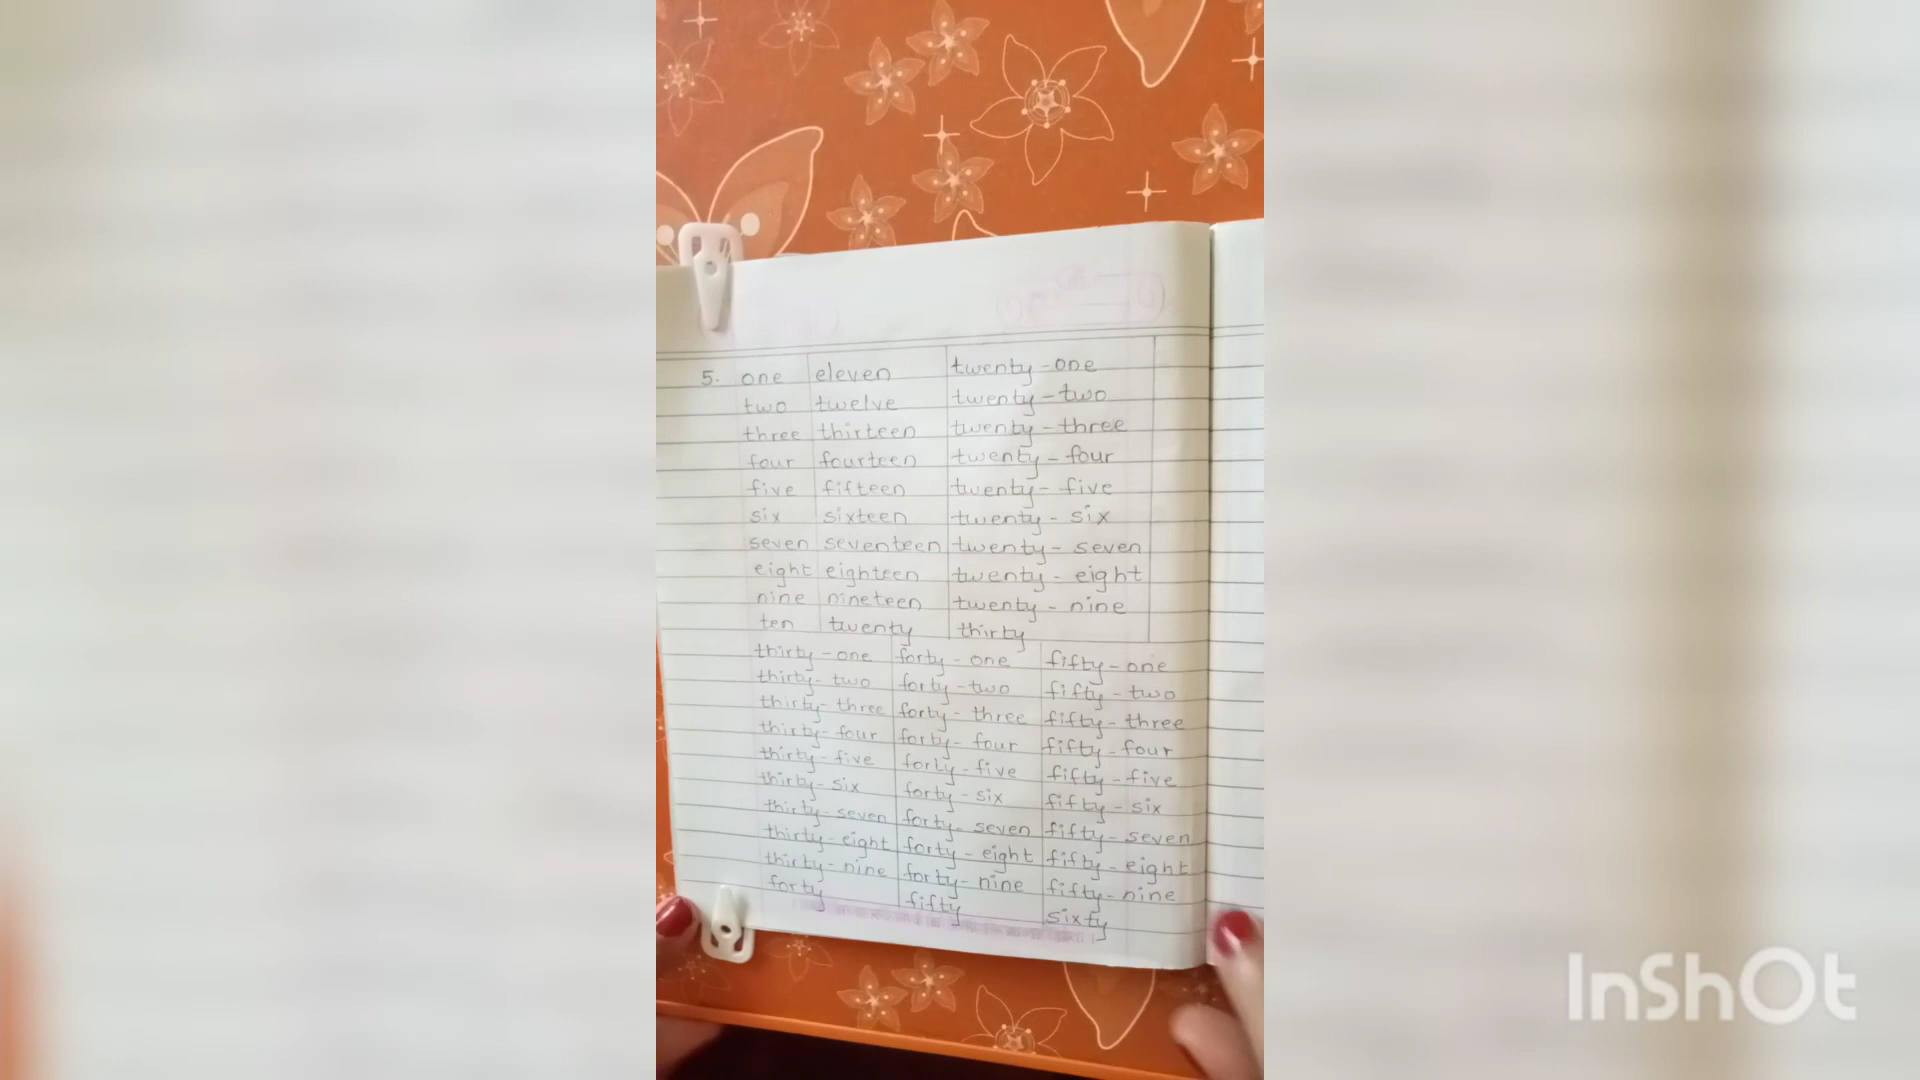 5. one eleven twenty-one
two twelve twenty-two
three thirteen twenty-three
four fourteen twenty-four
five fifteen twenty-five
six sixteen twenty-six
seven seventeen twenty-seven
eight eighteen twenty-eight
nine nineteen twenty-nine
ten twenty thirty
thirty-one forty-one fifty-one
thirty-two forty-two fifty-two
thirty-three forty-three fifty-three
thirty-four forty-four fifty-four
thirty-five forty-five fifty-five
thirty-six forty-six fifty-six
thirty-seven forty-seven fifty-seven
thirty-eight forty-eight fifty-eight
thirty-nine forty-nine fifty-nine
forty fifty sixty
InShOt